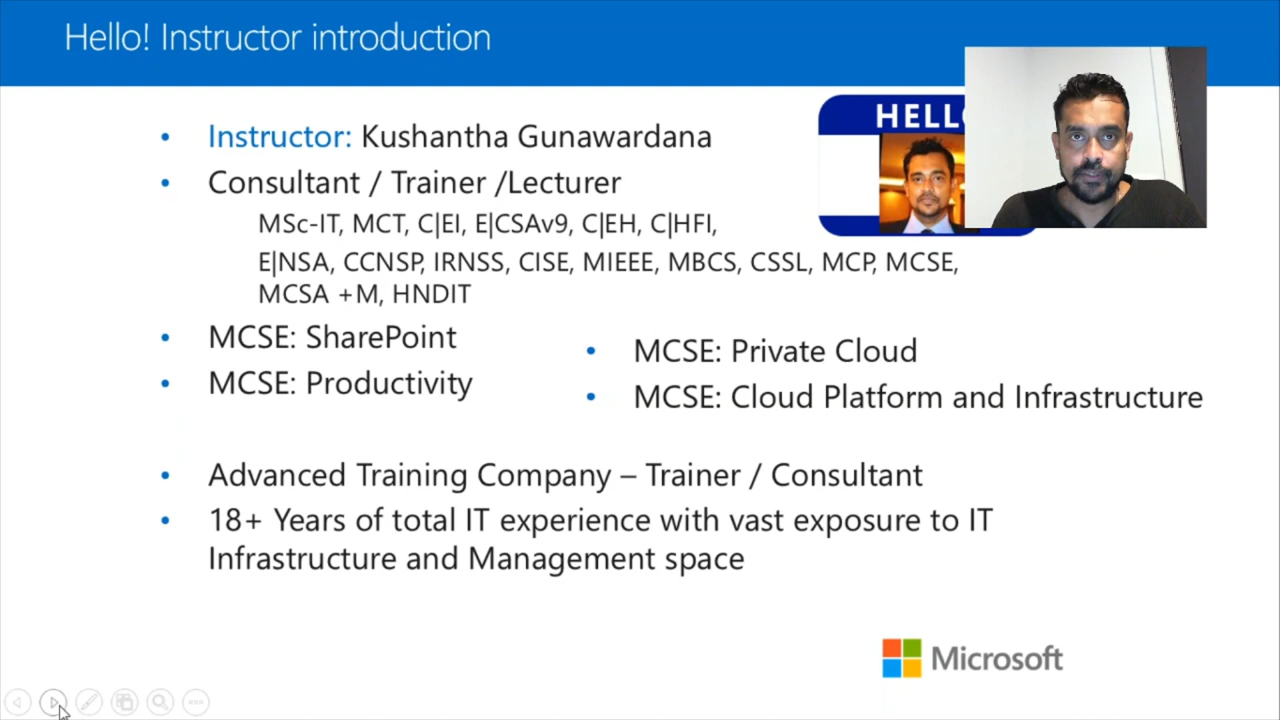 Hello! Instructor introduction
HELLO
Instructor: Kushantha Gunawardana
Consultant / Trainer /Lecturer
MSc-IT, MCT, C|EI, E|CSAv9, C|EH, C|HFI,
E|NSA, CCNSP, IRNSS, CISE, MIEEE, MBCS, CSSL, MCP, MCSE,
MCSA +M, HNDIT
MCSE: SharePoint
MCSE: Productivity
MCSE: Private Cloud
MCSE: Cloud Platform and Infrastructure
Advanced Training Company – Trainer / Consultant
18+ Years of total IT experience with vast exposure to IT
Infrastructure and Management space
Microsoft